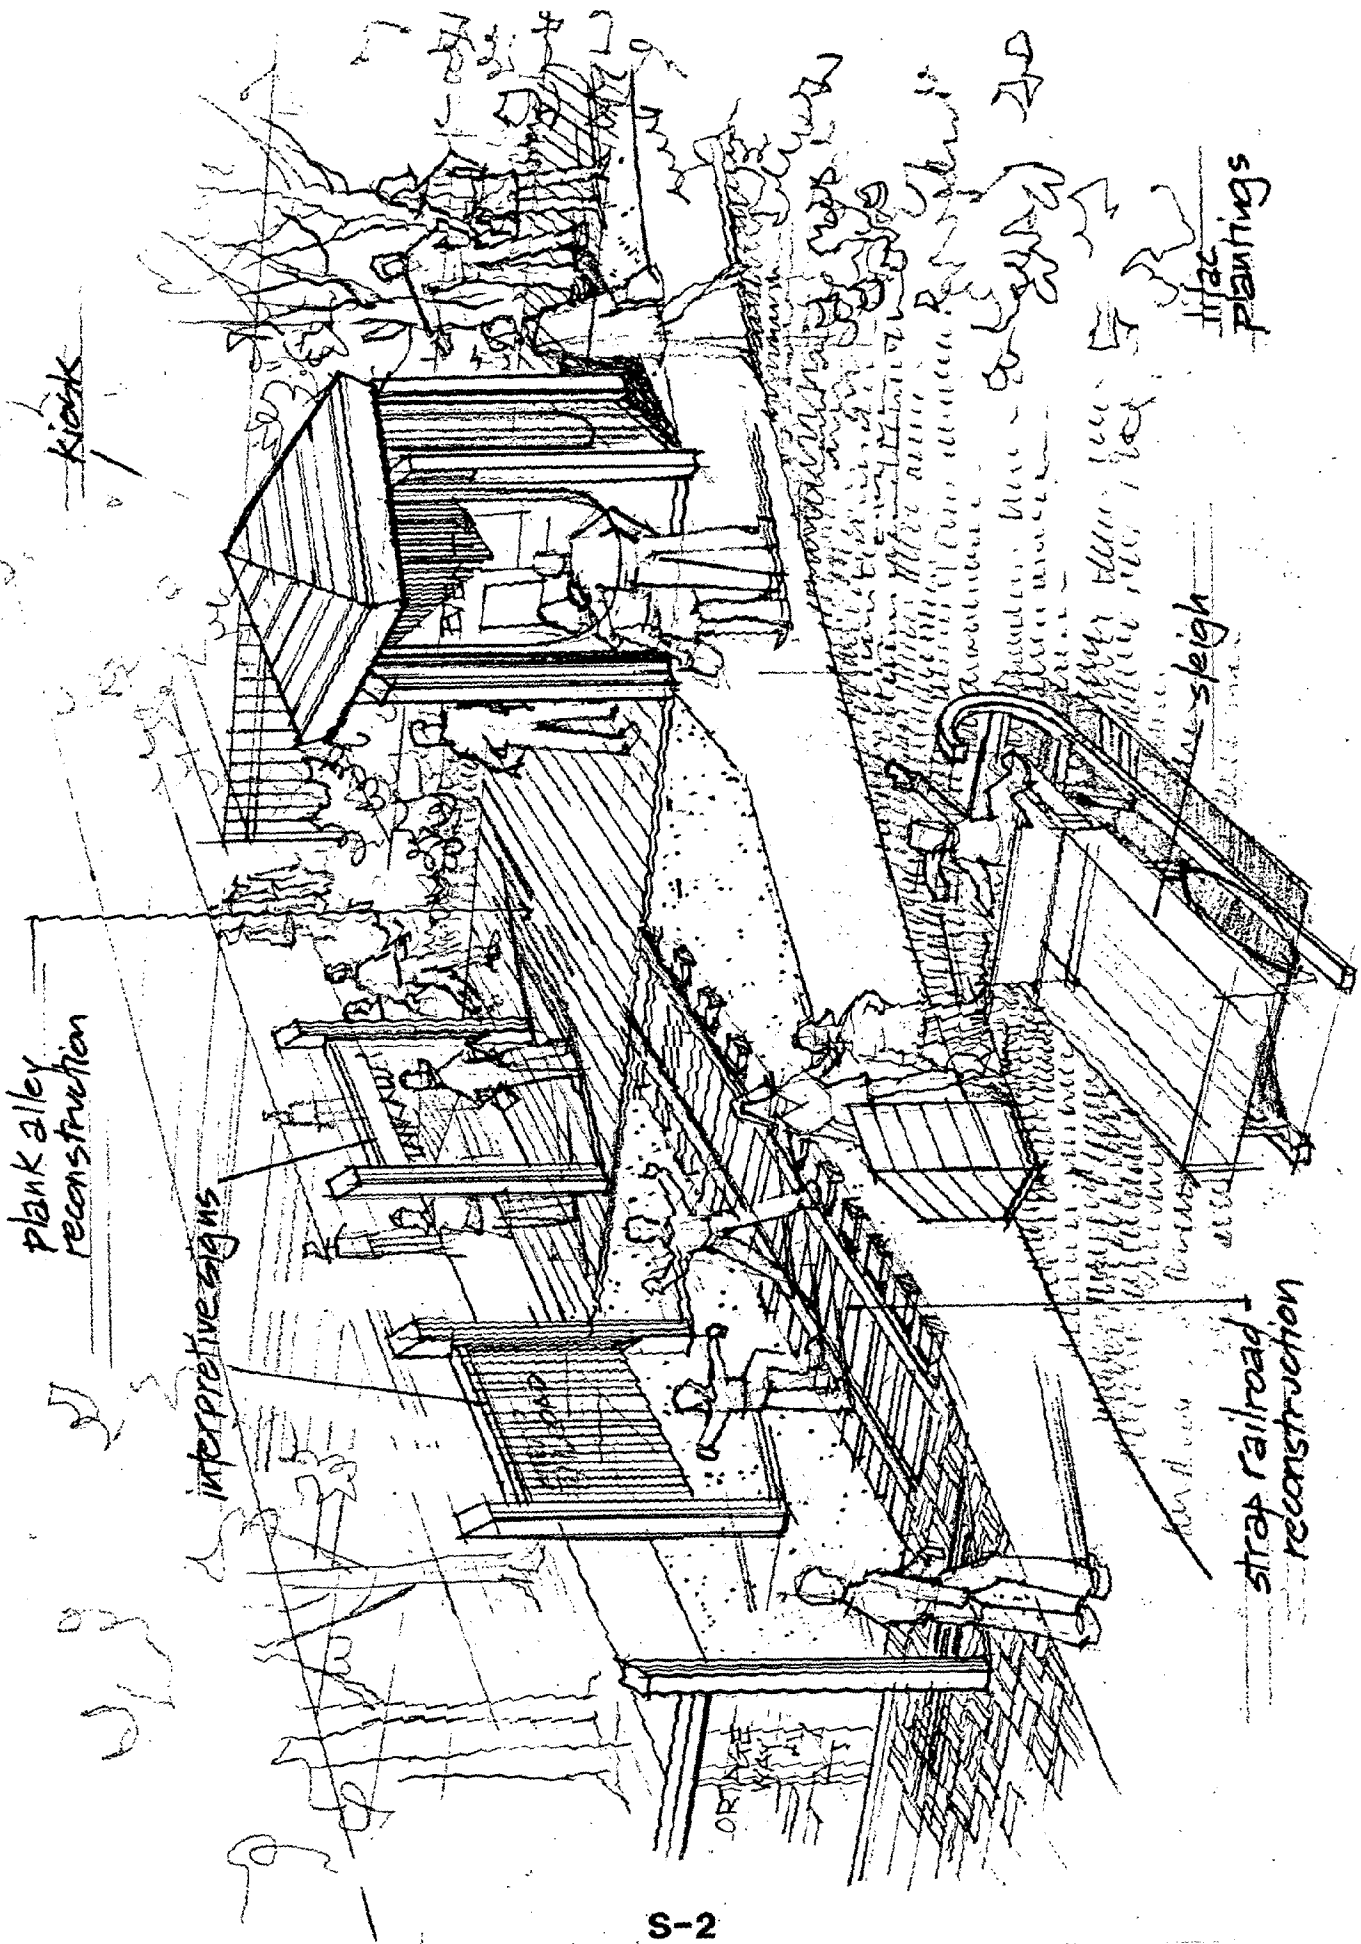 plank alley
reconstruction
kiosk
interpretive signs
lilac
plantings
sleigh
strap railroad
reconstruction
S-2